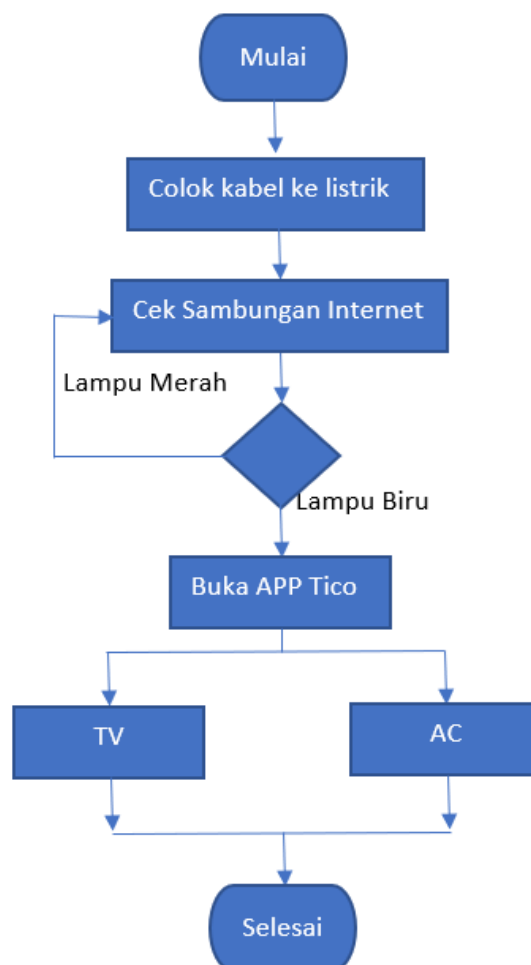 Mulai
Colok kabel ke listrik
Cek Sambungan Internet
Lampu Merah
Lampu Biru
Buka APP Tico
TV
AC
Selesai